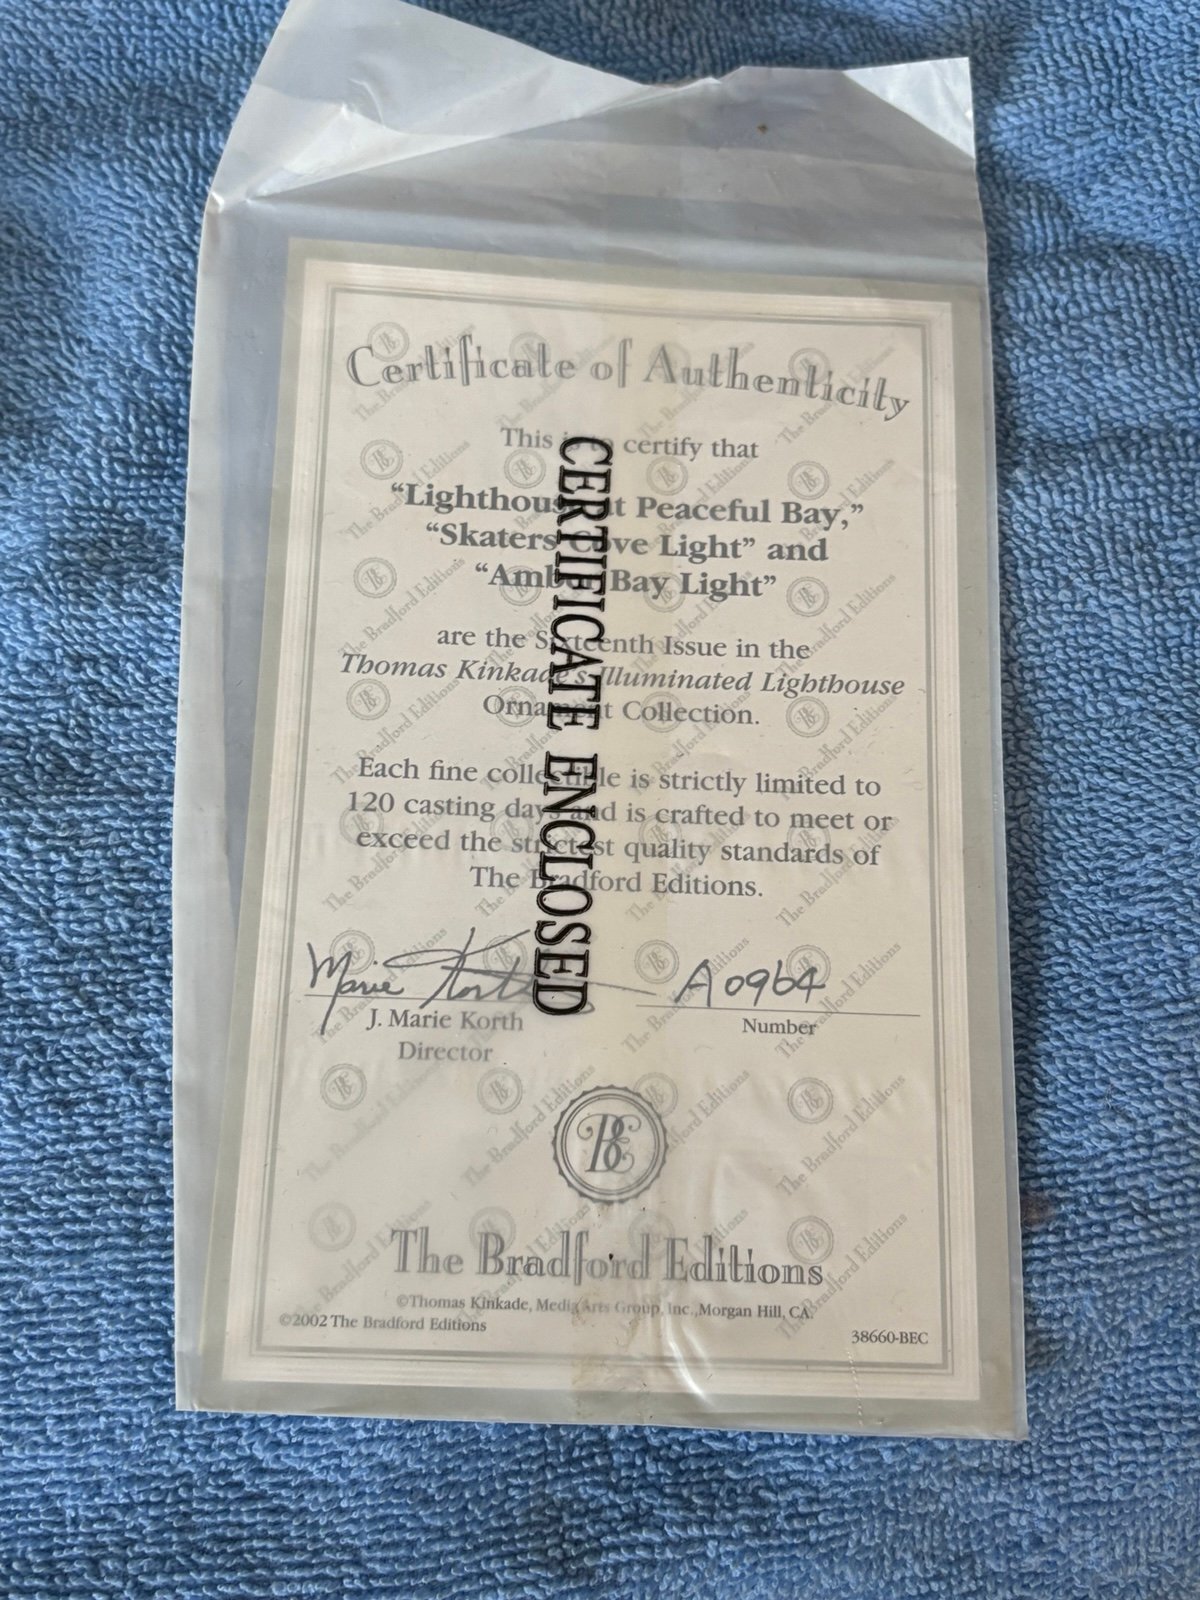 Certificate of Authenticity
This is to certify that
“Lighthouse at Peaceful Bay,”
“Skaters Cove Light” and
“Amber Bay Light”
are the Sixteenth Issue in the
Thomas Kinkade's Illuminated Lighthouse
Ornament Collection.
Each fine collectible is strictly limited to
120 casting days and is crafted to meet or
exceed the strictest quality standards of
The Bradford Editions.
CERTIFICATE ENCLOSED
Marie Korth
A0964
J. Marie Korth
Number
Director
BE
The Bradford Editions
©Thomas Kinkade, Media Arts Group, Inc., Morgan Hill, CA.
©2002 The Bradford Editions
38660-BEC